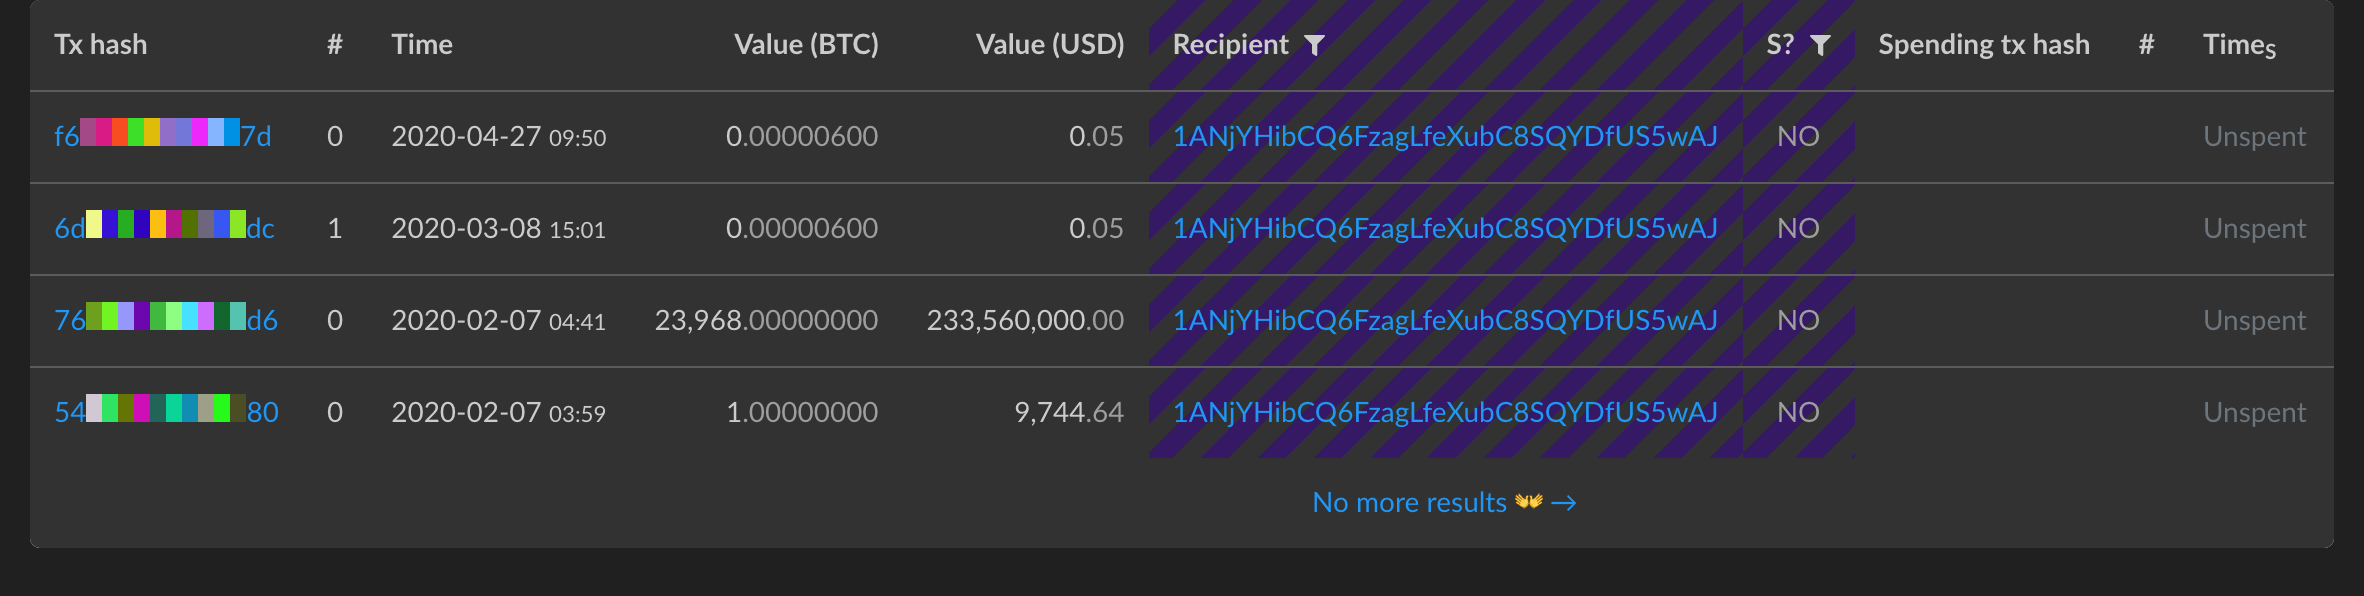 Tx hash # Time Value (BTC) Value (USD) Recipient S? Spending tx hash # Times
f6 7d 0 2020-04-27 09:50 0.00000600 0.05 1ANjYHibCQ6FzagLfeXubC8SQYDfUS5wAJ NO Unspent
6d dc 1 2020-03-08 15:01 0.00000600 0.05 1ANjYHibCQ6FzagLfeXubC8SQYDfUS5wAJ NO Unspent
76 d6 0 2020-02-07 04:41 23,968.00000000 233,560,000.00 1ANjYHibCQ6FzagLfeXubC8SQYDfUS5wAJ NO Unspent
54 80 0 2020-02-07 03:59 1.00000000 9,744.64 1ANjYHibCQ6FzagLfeXubC8SQYDfUS5wAJ NO Unspent
No more results 👐 →